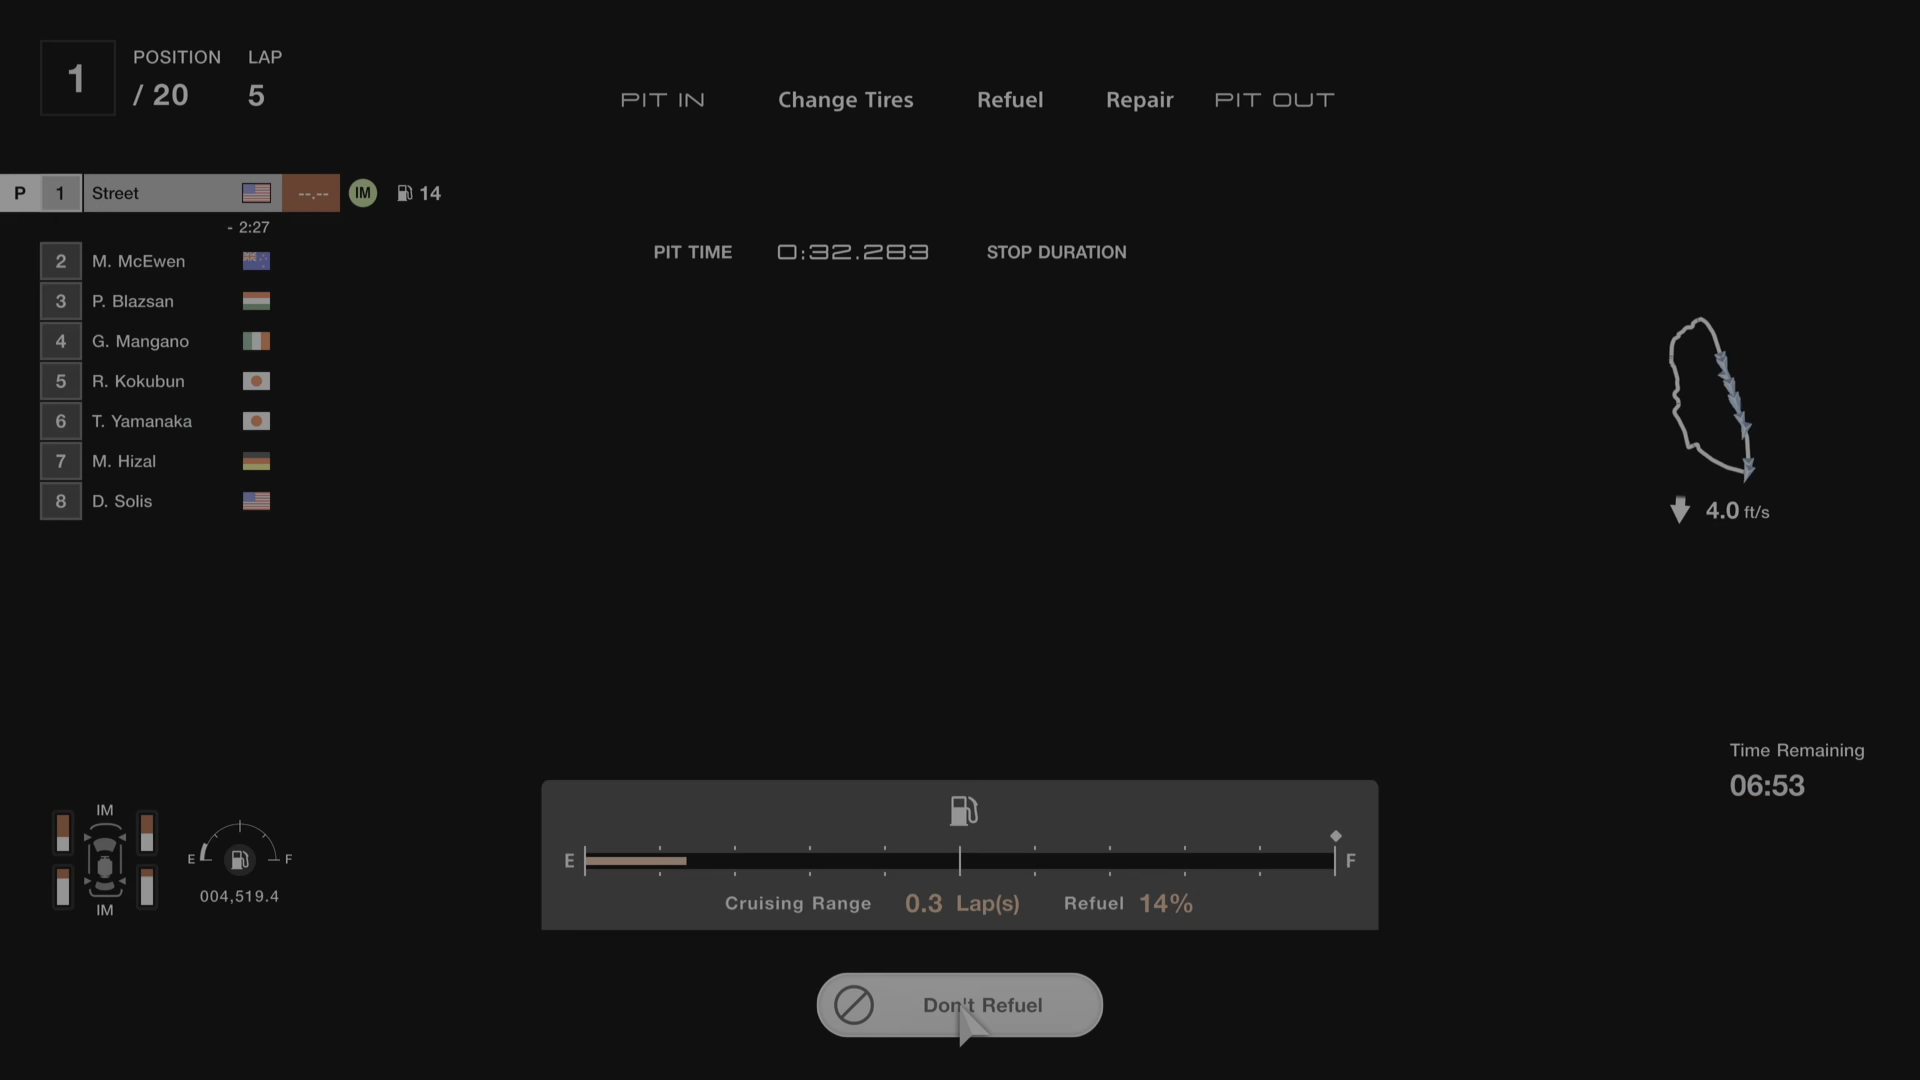 1 POSITION / 20 LAP 5
PIT IN Change Tires Refuel Repair PIT OUT
P 1 Street --.-- IM 14
- 2:27
2 M. McEwen
3 P. Blazsan
4 G. Mangano
5 R. Kokubun
6 T. Yamanaka
7 M. Hizal
8 D. Solis
PIT TIME 0:32.283 STOP DURATION
4.0 ft/s
Time Remaining
06:53
IM
IM
E F
004,519.4
E F
Cruising Range 0.3 Lap(s) Refuel 14%
Don't Refuel